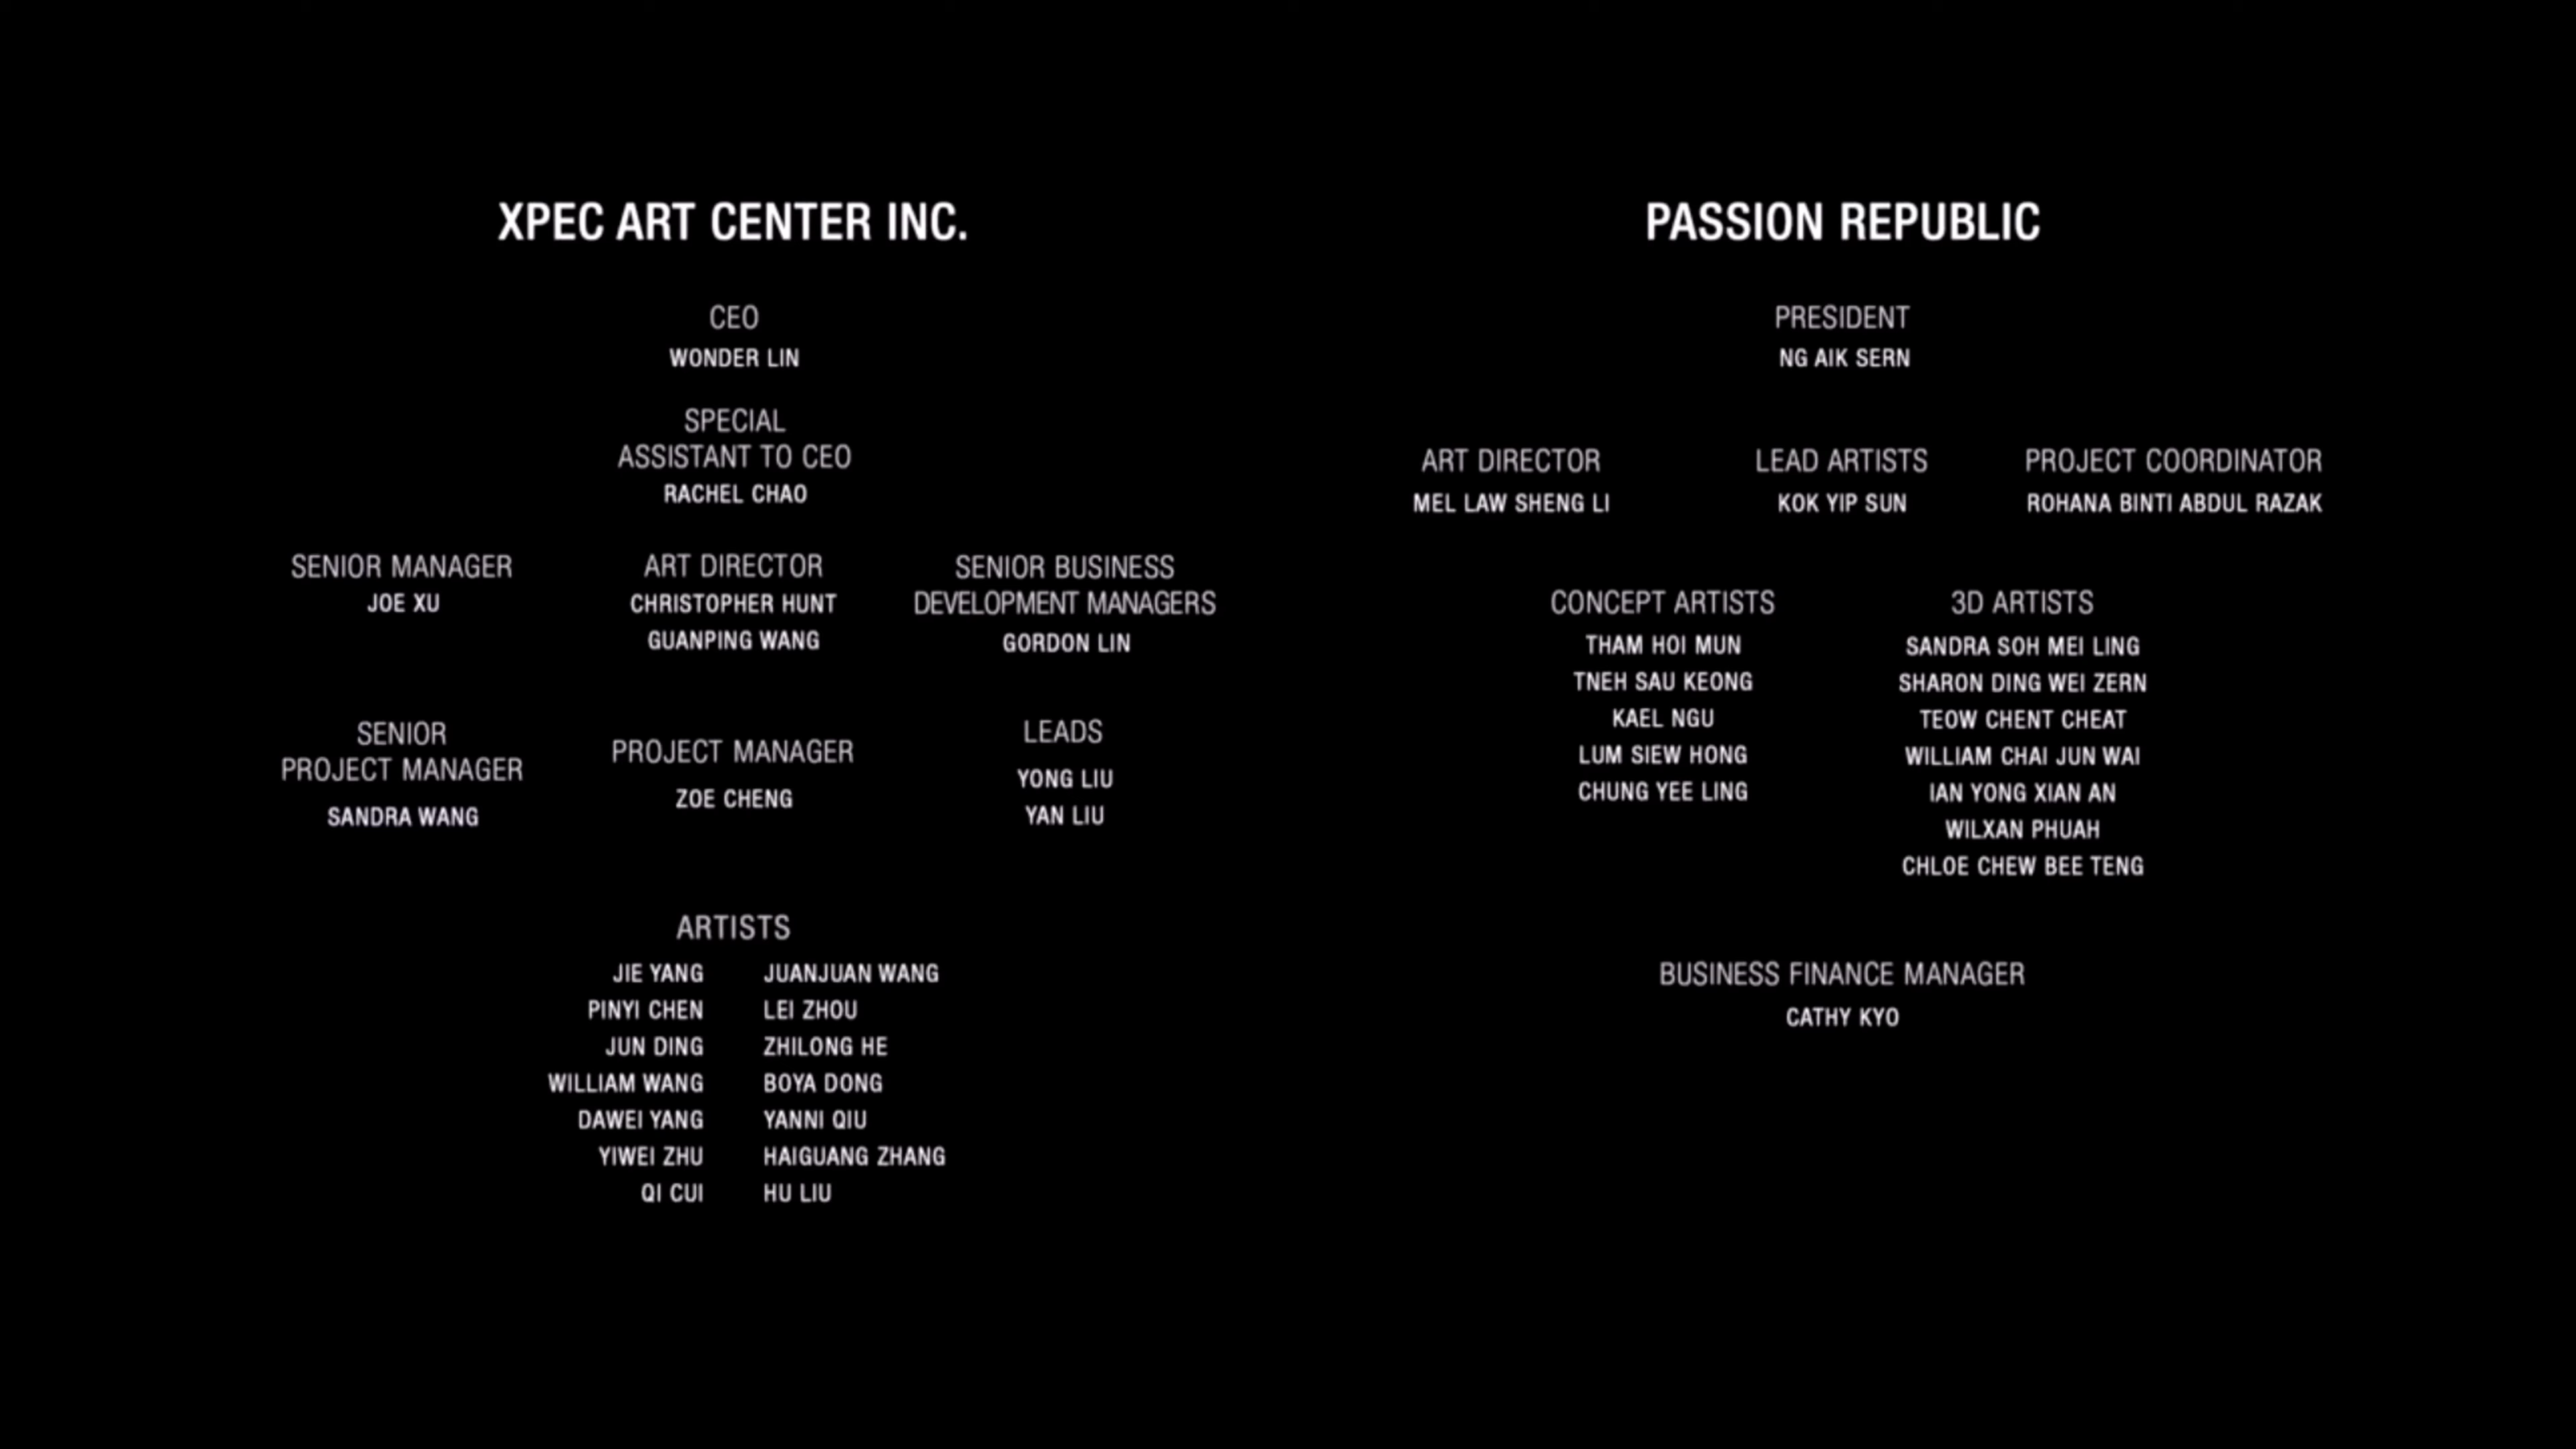 XPEC ART CENTER INC.
CEO
WONDER LIN
SPECIAL
ASSISTANT TO CEO
RACHEL CHAO
SENIOR MANAGER
JOE XU
ART DIRECTOR
CHRISTOPHER HUNT
GUANPING WANG
SENIOR BUSINESS
DEVELOPMENT MANAGERS
GORDON LIN
SENIOR
PROJECT MANAGER
SANDRA WANG
PROJECT MANAGER
ZOE CHENG
LEADS
YONG LIU
YAN LIU
ARTISTS
JIE YANG JUANJUAN WANG
PINYI CHEN LEI ZHOU
JUN DING ZHILONG HE
WILLIAM WANG BOYA DONG
DAWEI YANG YANNI QIU
YIWEI ZHU HAIGUANG ZHANG
QI CUI HU LIU
PASSION REPUBLIC
PRESIDENT
NG AIK SERN
ART DIRECTOR
MEL LAW SHENG LI
LEAD ARTISTS
KOK YIP SUN
PROJECT COORDINATOR
ROHANA BINTI ABDUL RAZAK
CONCEPT ARTISTS
THAM HOI MUN
TNEH SAU KEONG
KAEL NGU
LUM SIEW HONG
CHUNG YEE LING
3D ARTISTS
SANDRA SOH MEI LING
SHARON DING WEI ZERN
TEOW CHENT CHEAT
WILLIAM CHAI JUN WAI
IAN YONG XIAN AN
WILXAN PHUAH
CHLOE CHEW BEE TENG
BUSINESS FINANCE MANAGER
CATHY KYO